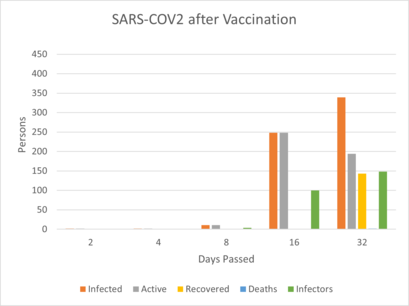 SARS-COV2 after Vaccination
450
400
350
300
250
200
150
100
50
0
Persons
2 4 8 16 32
Days Passed
Infected Active Recovered Deaths Infectors